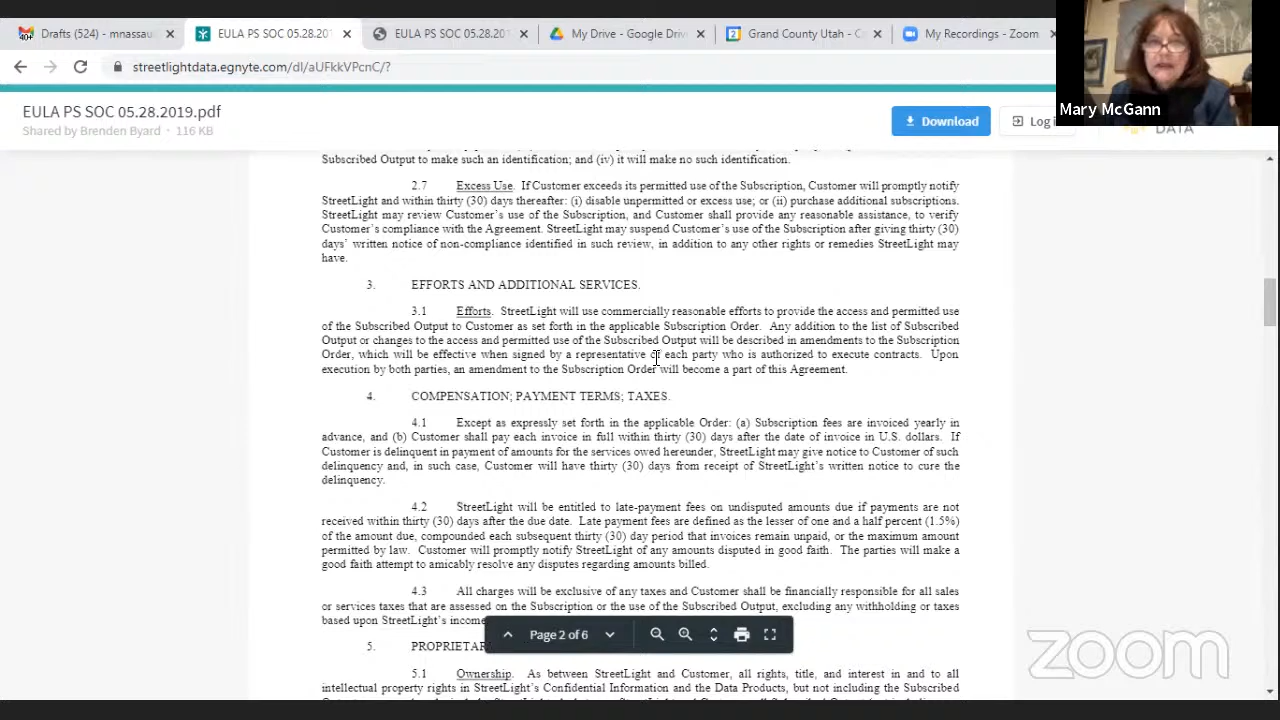 Drafts (524) - mnassau
EULA PS SOC 05.28.201
EULA PS SOC 05.28.201
My Drive - Google Driv
Grand County Utah - C
My Recordings - Zoom
streetlightdata.egnyte.com/dl/aUFkkVPcnC/?
Mary McGann
EULA PS SOC 05.28.2019.pdf
Shared by Brenden Byard • 116 KB
Download
Log i
DATA
Subscribed Output to make such an identification; and (iv) it will make no such identification.
2.7 Excess Use. If Customer exceeds its permitted use of the Subscription, Customer will promptly notify
StreetLight and within thirty (30) days thereafter: (i) disable unpermitted or excess use; or (ii) purchase additional subscriptions.
StreetLight may review Customer's use of the Subscription, and Customer shall provide any reasonable assistance, to verify
Customer's compliance with the Agreement. StreetLight may suspend Customer's use of the Subscription after giving thirty (30)
days' written notice of non-compliance identified in such review, in addition to any other rights or remedies StreetLight may
have.
3. EFFORTS AND ADDITIONAL SERVICES.
3.1 Efforts. StreetLight will use commercially reasonable efforts to provide the access and permitted use
of the Subscribed Output to Customer as set forth in the applicable Subscription Order. Any addition to the list of Subscribed
Output or changes to the access and permitted use of the Subscribed Output will be described in amendments to the Subscription
Order, which will be effective when signed by a representative of each party who is authorized to execute contracts. Upon
execution by both parties, an amendment to the Subscription Order will become a part of this Agreement.
4. COMPENSATION; PAYMENT TERMS; TAXES.
4.1 Except as expressly set forth in the applicable Order: (a) Subscription fees are invoiced yearly in
advance, and (b) Customer shall pay each invoice in full within thirty (30) days after the date of invoice in U.S. dollars. If
Customer is delinquent in payment of amounts for the services owed hereunder, StreetLight may give notice to Customer of such
delinquency and, in such case, Customer will have thirty (30) days from receipt of StreetLight's written notice to cure the
delinquency.
4.2 StreetLight will be entitled to late-payment fees on undisputed amounts due if payments are not
received within thirty (30) days after the due date. Late payment fees are defined as the lesser of one and a half percent (1.5%)
of the amount due, compounded each subsequent thirty (30) day period that invoices remain unpaid, or the maximum amount
permitted by law. Customer will promptly notify StreetLight of any amounts disputed in good faith. The parties will make a
good faith attempt to amicably resolve any disputes regarding amounts billed.
4.3 All charges will be exclusive of any taxes and Customer shall be financially responsible for all sales
or services taxes that are assessed on the Subscription or the use of the Subscribed Output, excluding any withholding or taxes
based upon StreetLight's income
Page 2 of 6
5. PROPRIETAR
5.1 Ownership. As between StreetLight and Customer, all rights, title, and interest in and to all
intellectual property rights in StreetLight's Confidential Information and the Data Products, but not including the Subscribed
zoom